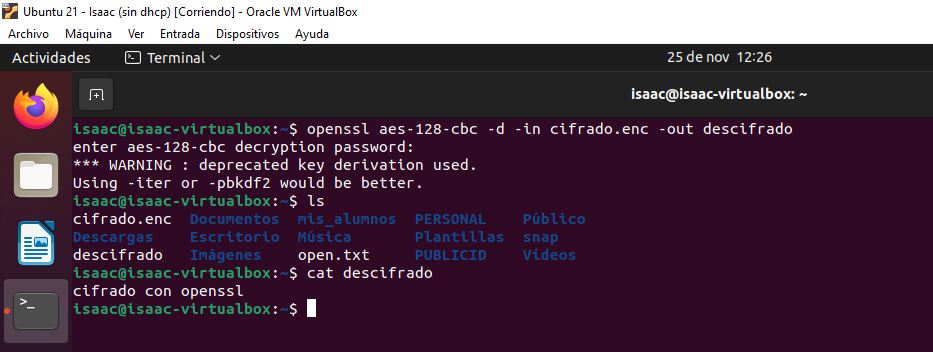 Ubuntu 21 - Isaac (sin dhcp) [Corriendo] - Oracle VM VirtualBox
Archivo Máquina Ver Entrada Dispositivos Ayuda
Actividades Terminal 25 de nov 12:26
isaac@isaac-virtualbox: ~
isaac@isaac-virtualbox:~$ openssl aes-128-cbc -d -in cifrado.enc -out descifrado
enter aes-128-cbc decryption password:
*** WARNING : deprecated key derivation used.
Using -iter or -pbkdf2 would be better.
isaac@isaac-virtualbox:~$ ls
cifrado.enc Documentos mis_alumnos PERSONAL Público
Descargas Escritorio Música Plantillas snap
descifrado Imágenes open.txt PUBLICID Vídeos
isaac@isaac-virtualbox:~$ cat descifrado
cifrado con openssl
isaac@isaac-virtualbox:~$
>_